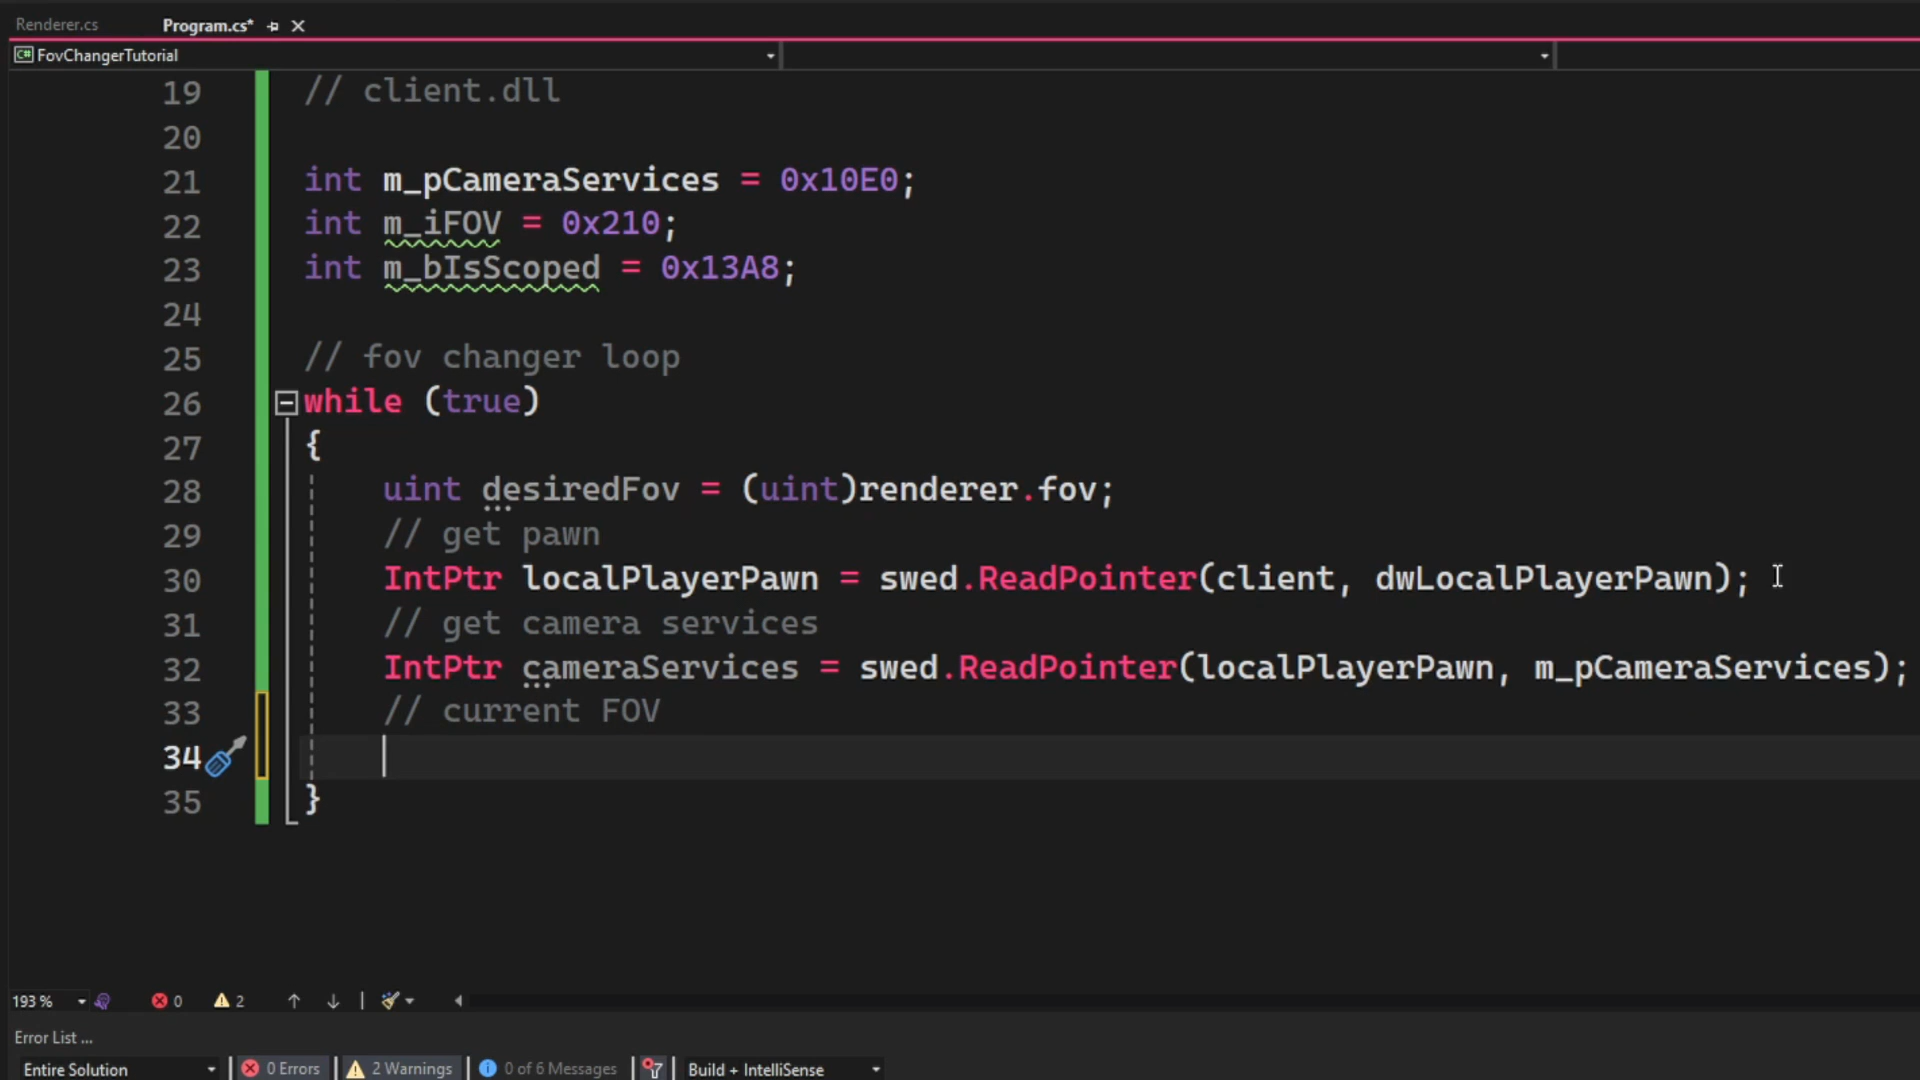 Renderer.cs Program.cs*
C# FovChangerTutorial
19 // client.dll
20
21 int m_pCameraServices = 0x10E0;
22 int m_iFOV = 0x210;
23 int m_bIsScoped = 0x13A8;
24
25 // fov changer loop
26 while (true)
27 {
28 uint desiredFov = (uint)renderer.fov;
29 // get pawn
30 IntPtr localPlayerPawn = swed.ReadPointer(client, dwLocalPlayerPawn);
31 // get camera services
32 IntPtr cameraServices = swed.ReadPointer(localPlayerPawn, m_pCameraServices);
33 // current FOV
34
35 }
193 % 0 2
Error List ...
Entire Solution 0 Errors 2 Warnings 0 of 6 Messages Build + IntelliSense